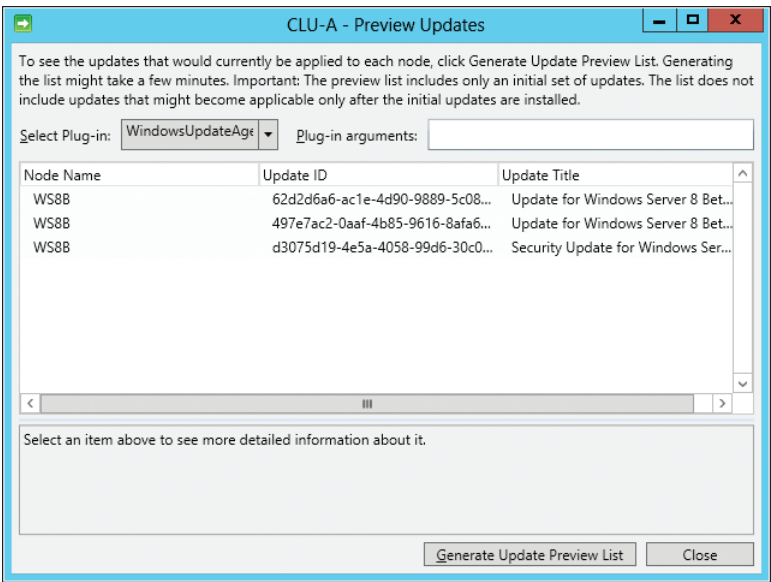 CLU-A - Preview Updates
To see the updates that would currently be applied to each node, click Generate Update Preview List. Generating
the list might take a few minutes. Important: The preview list includes only an initial set of updates. The list does not
include updates that might become applicable only after the initial updates are installed.
Select Plug-in: WindowsUpdateAge Plug-in arguments:
Node Name Update ID Update Title
WS8B 62d2d6a6-ac1e-4d90-9889-5c08... Update for Windows Server 8 Bet...
WS8B 497e7ac2-0aaf-4b85-9616-8afa6... Update for Windows Server 8 Bet...
WS8B d3075d19-4e5a-4058-99d6-30c0... Security Update for Windows Ser...
Select an item above to see more detailed information about it.
Generate Update Preview List Close